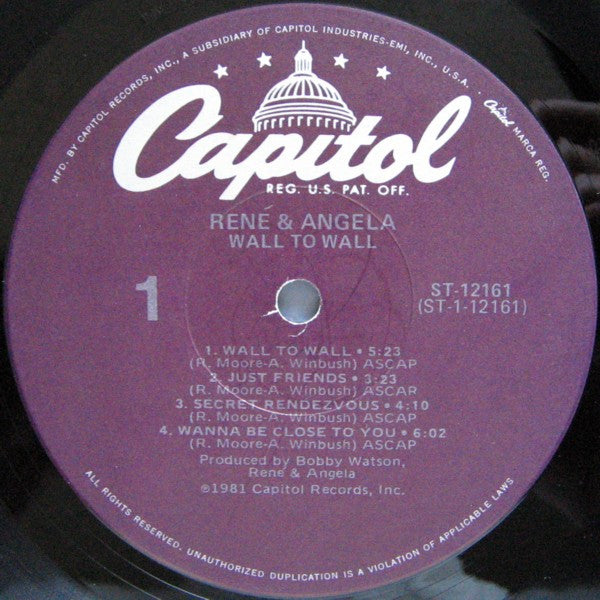 MFD. BY CAPITOL RECORDS, INC., A SUBSIDIARY OF CAPITOL INDUSTRIES-EMI, INC., U.S.A. · Capitol MARCA REG.
Capitol
REG. U.S. PAT. OFF.
RENÉ & ANGELA
WALL TO WALL
1
ST-12161
(ST-1-12161)
1. WALL TO WALL • 5:23
(R. Moore-A. Winbush) ASCAP
2. JUST FRIENDS • 3:23
(R. Moore-A. Winbush) ASCAP
3. SECRET RENDEZVOUS • 4:10
(R. Moore-A. Winbush) ASCAP
4. WANNA BE CLOSE TO YOU • 6:02
(R. Moore-A. Winbush) ASCAP
Produced by Bobby Watson,
René & Angela
℗1981 Capitol Records, Inc.
ALL RIGHTS RESERVED. UNAUTHORIZED DUPLICATION IS A VIOLATION OF APPLICABLE LAWS